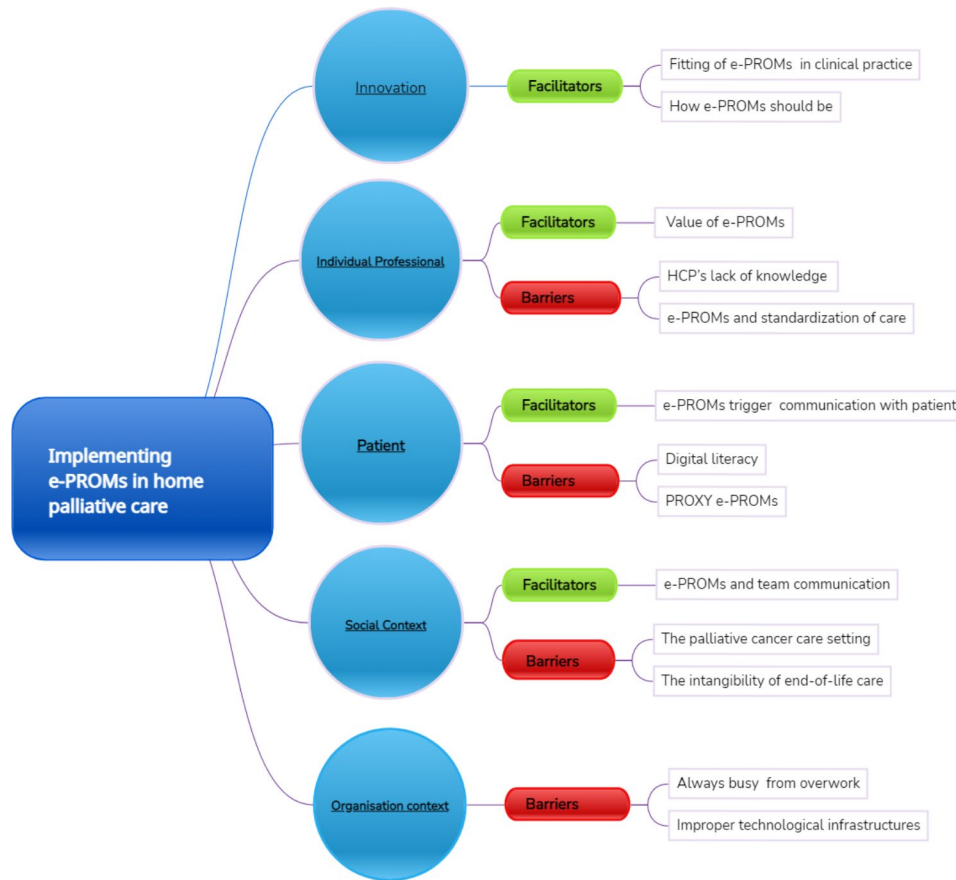 Implementing
e-PROMs in home
palliative care
Innovation
Facilitators
Fitting of e-PROMs in clinical practice
How e-PROMs should be
Individual Professional
Facilitators
Value of e-PROMs
Barriers
HCP's lack of knowledge
e-PROMs and standardization of care
Patient
Facilitators
e-PROMs trigger communication with patient
Barriers
Digital literacy
PROXY e-PROMs
Social Context
Facilitators
e-PROMs and team communication
Barriers
The palliative cancer care setting
The intangibility of end-of-life care
Organisation context
Barriers
Always busy from overwork
Improper technological infrastructures